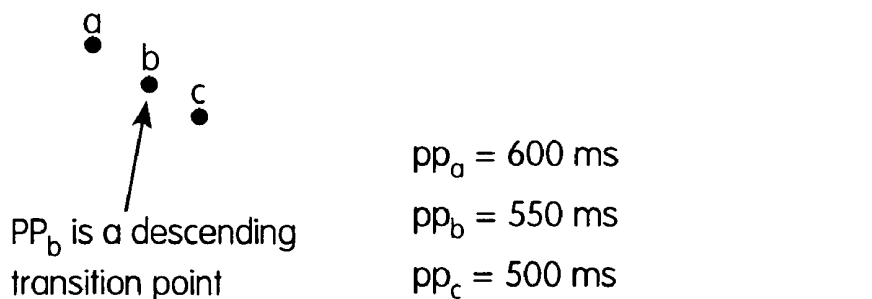 a
b
c
pp_a = 600 ms
PP_b is a descending
transition point
pp_b = 550 ms
pp_c = 500 ms